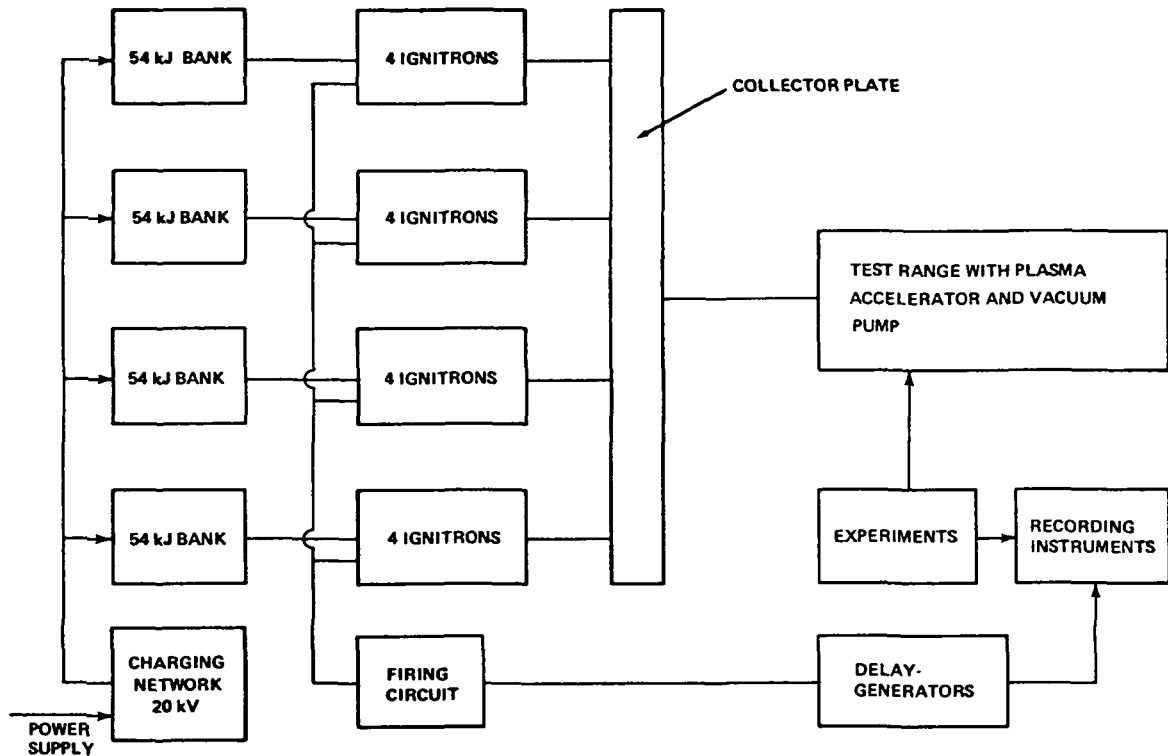 54 kJ BANK
4 IGNITRONS
COLLECTOR PLATE
54 kJ BANK
4 IGNITRONS
TEST RANGE WITH PLASMA
ACCELERATOR AND VACUUM
PUMP
54 kJ BANK
4 IGNITRONS
54 kJ BANK
4 IGNITRONS
EXPERIMENTS
RECORDING
INSTRUMENTS
CHARGING
NETWORK
20 kV
FIRING
CIRCUIT
DELAY-
GENERATORS
POWER
SUPPLY